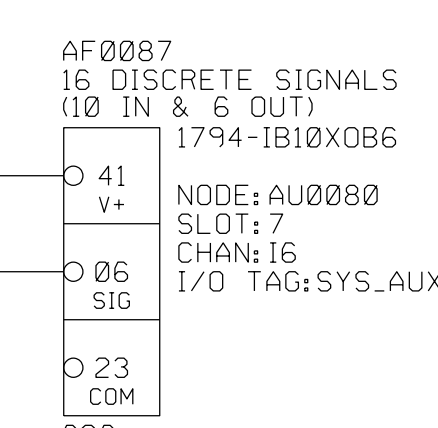 AF0087
16 DISCRETE SIGNALS
(10 IN & 6 OUT)
1794-IB10XOB6
41
V+
NODE:AU0080
SLOT:7
CHAN:I6
I/O TAG:SYS_AUX
06
SIG
23
COM